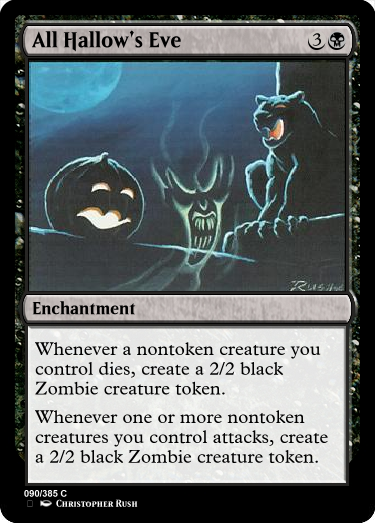 All Hallow's Eve 3
Enchantment
Whenever a nontoken creature you
control dies, create a 2/2 black
Zombie creature token.
Whenever one or more nontoken
creatures you control attacks, create
a 2/2 black Zombie creature token.
090/385 C
Christopher Rush